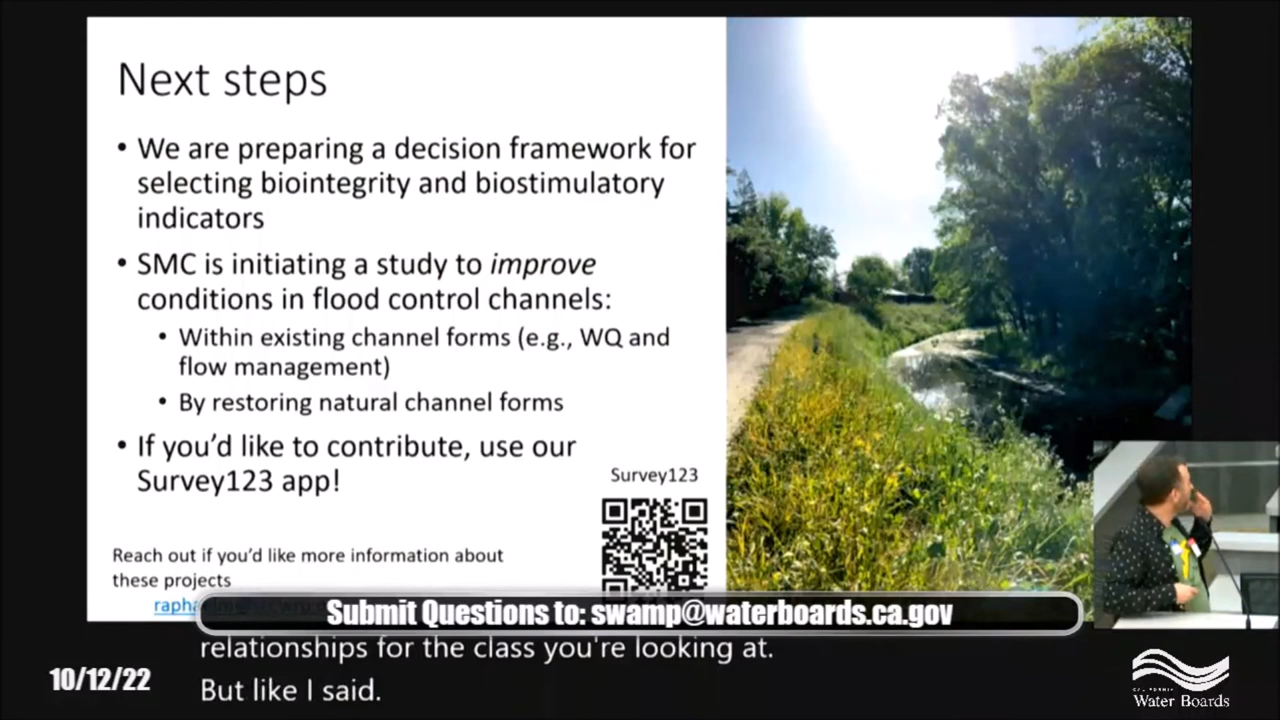 Next steps
• We are preparing a decision framework for
selecting biointegrity and biostimulatory
indicators
• SMC is initiating a study to improve
conditions in flood control channels:
• Within existing channel forms (e.g., WQ and
flow management)
• By restoring natural channel forms
• If you'd like to contribute, use our
Survey123 app!
Survey123
Reach out if you'd like more information about
these projects
Submit Questions to: swamp@waterboards.ca.gov
relationships for the class you're looking at.
But like I said.
10/12/22
CALIFORNIA
Water Boards